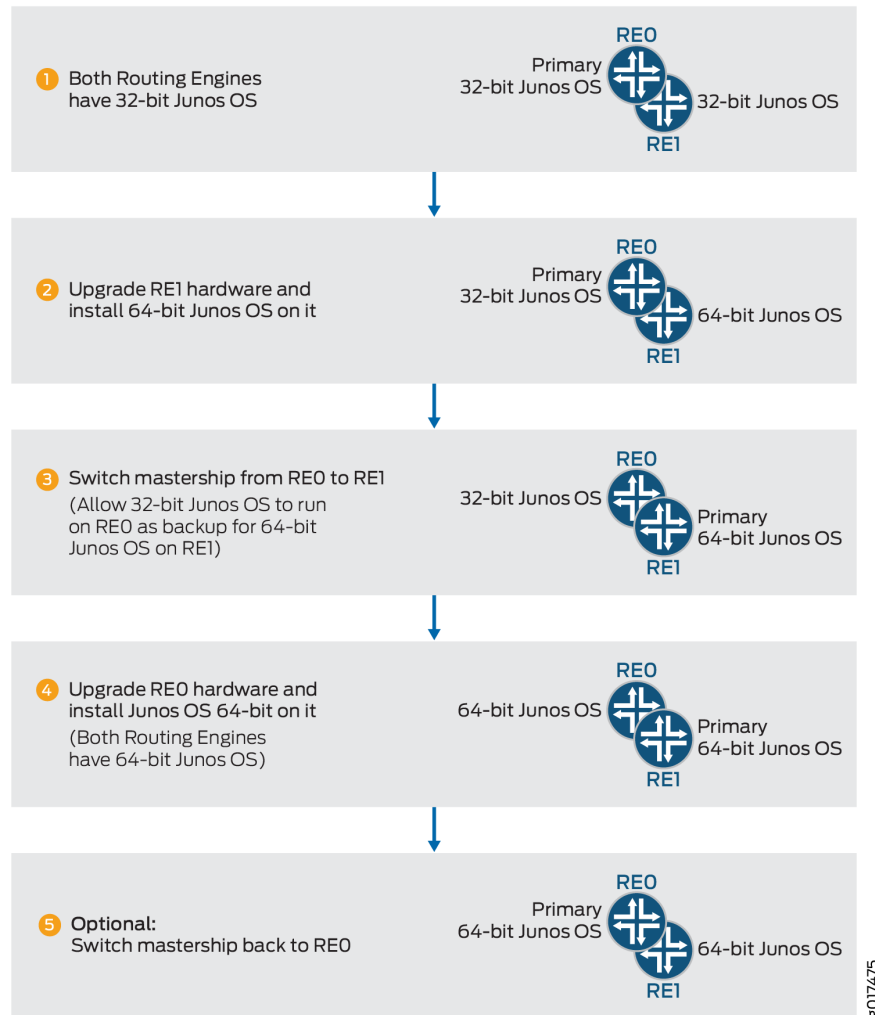 RE0
1 Both Routing Engines
have 32-bit Junos OS
Primary
32-bit Junos OS
32-bit Junos OS
RE1
RE0
2 Upgrade RE1 hardware and
install 64-bit Junos OS on it
Primary
32-bit Junos OS
64-bit Junos OS
RE1
RE0
3 Switch mastership from RE0 to RE1
(Allow 32-bit Junos OS to run
on RE0 as backup for 64-bit
Junos OS on RE1)
32-bit Junos OS
Primary
64-bit Junos OS
RE1
RE0
4 Upgrade RE0 hardware and
install Junos OS 64-bit on it
(Both Routing Engines
have 64-bit Junos OS)
64-bit Junos OS
Primary
64-bit Junos OS
RE1
RE0
5 Optional:
Switch mastership back to RE0
Primary
64-bit Junos OS
64-bit Junos OS
RE1
g017475